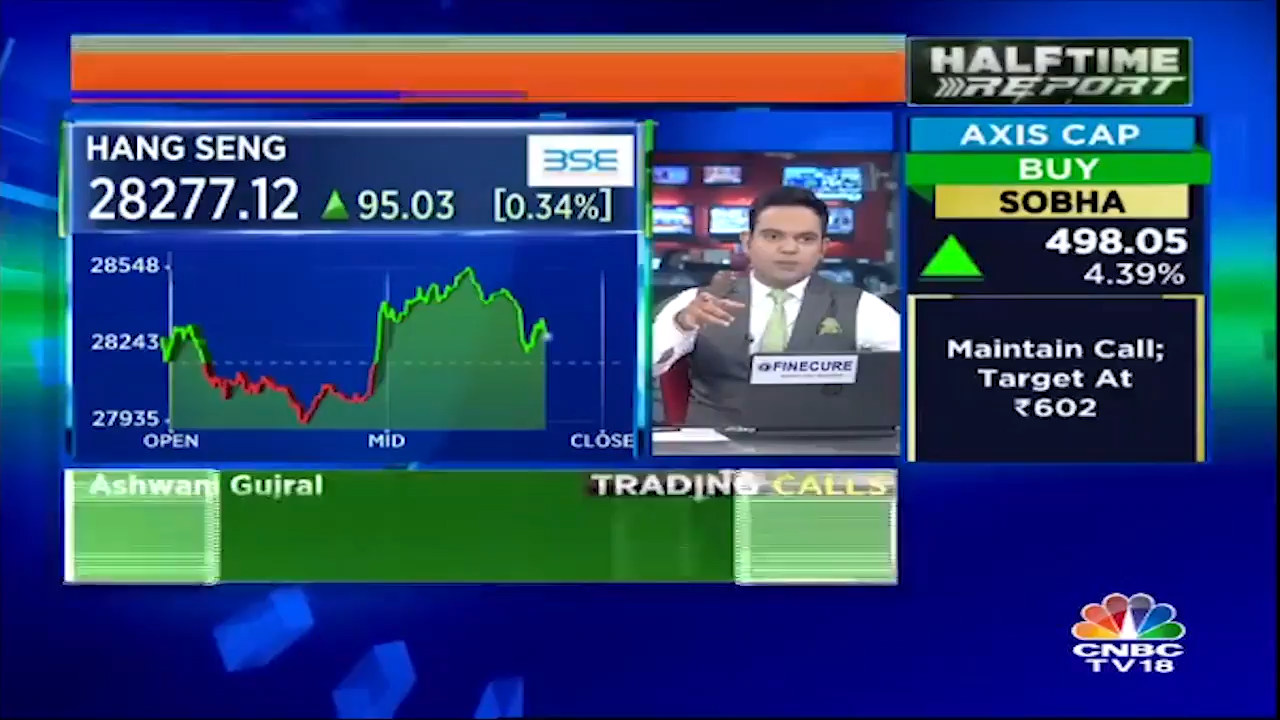 HALFTIME
REPORT
HANG SENG
BSE
28277.12 ▲ 95.03 [0.34%]
28548
28243
27935
OPEN MID CLOSE
@FINECURE
AXIS CAP
BUY
SOBHA
498.05
4.39%
Maintain Call;
Target At
₹602
Ashwani Gujral TRADING CALLS
CNBC
TV18